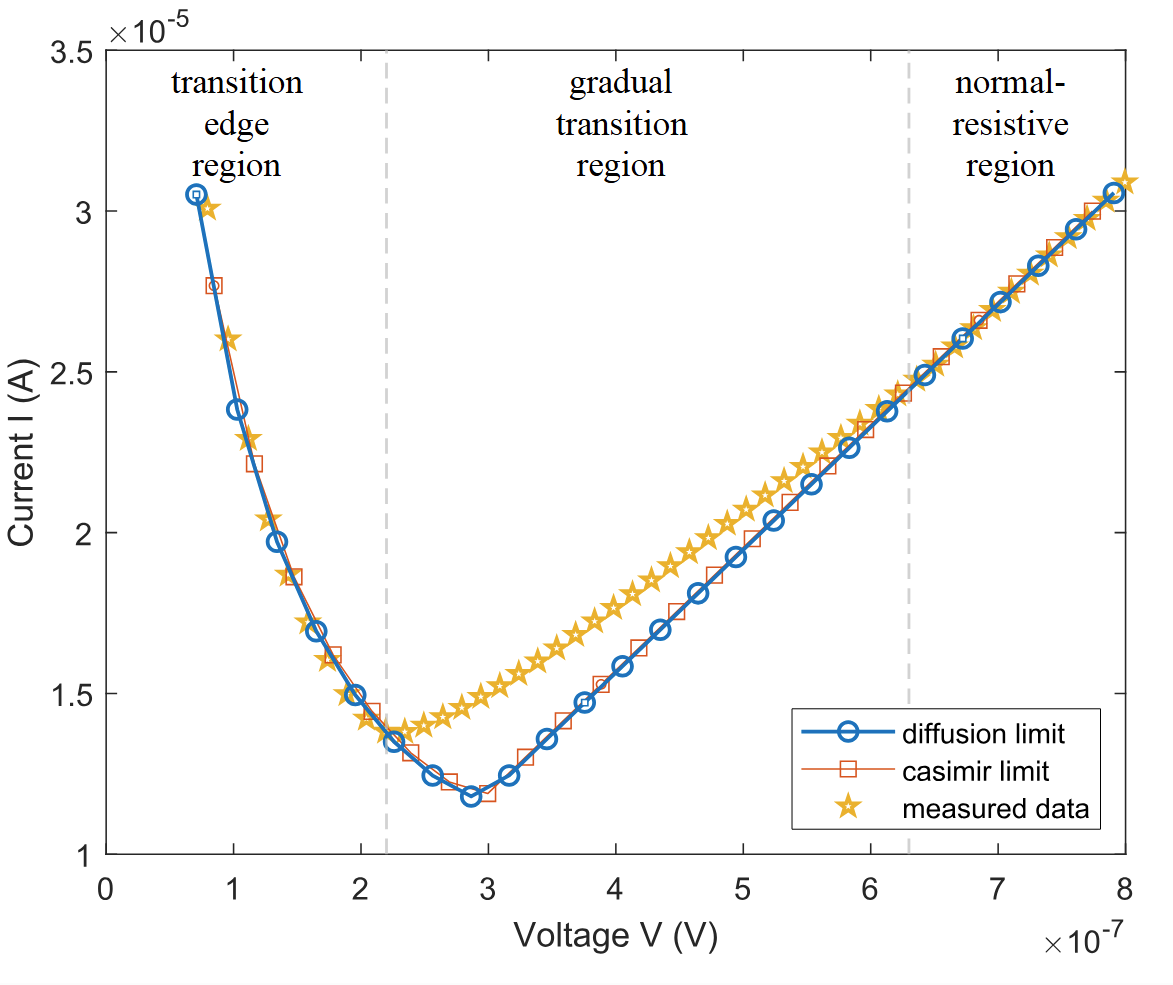 ×10-5
3.5
3
2.5
2
1.5
1
Current I (A)
transition
edge
region
gradual
transition
region
normal-
resistive
region
diffusion limit
casimir limit
measured data
0 1 2 3 4 5 6 7 8
Voltage V (V)
×10-7